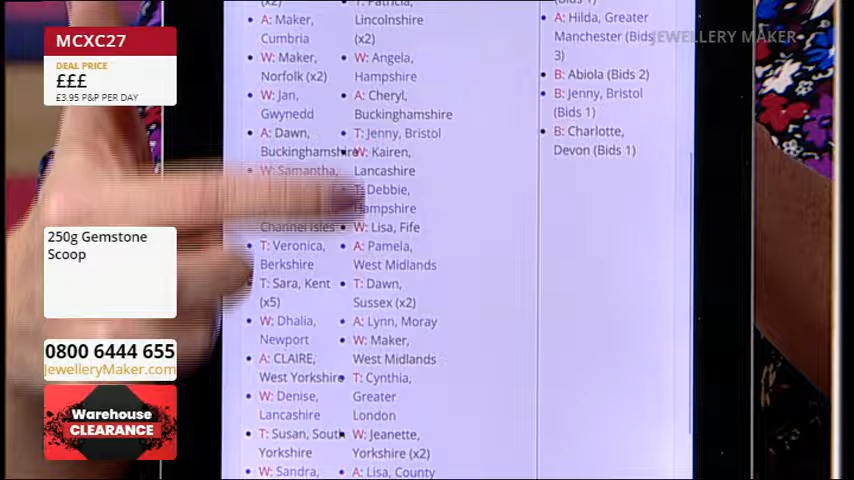 MCXC27
DEAL PRICE
£££
£3.95 P&P PER DAY
250g Gemstone
Scoop
0800 6444 655
JewelleryMaker.com
Warehouse
CLEARANCE
(x2)
A: Maker,
Cumbria
W: Maker,
Norfolk (x2)
W: Jan,
Gwynedd
A: Dawn,
Buckinghamshire
W: Samantha,
Channel Isles
T: Veronica,
Berkshire
T: Sara, Kent
(x5)
W: Dhalia,
Newport
A: CLAIRE,
West Yorkshire
W: Denise,
Lancashire
T: Susan, South
Yorkshire
W: Sandra,
T: Patricia,
Lincolnshire
(x2)
W: Angela,
Hampshire
A: Cheryl,
Buckinghamshire
T: Jenny, Bristol
W: Kairen,
Lancashire
T: Debbie,
Hampshire
W: Lisa, Fife
A: Pamela,
West Midlands
T: Dawn,
Sussex (x2)
A: Lynn, Moray
W: Maker,
West Midlands
T: Cynthia,
Greater
London
W: Jeanette,
Yorkshire (x2)
A: Lisa, County
(Bids 1)
A: Hilda, Greater
Manchester (Bids
3)
B: Abiola (Bids 2)
B: Jenny, Bristol
(Bids 1)
B: Charlotte,
Devon (Bids 1)
JEWELLERY MAKER